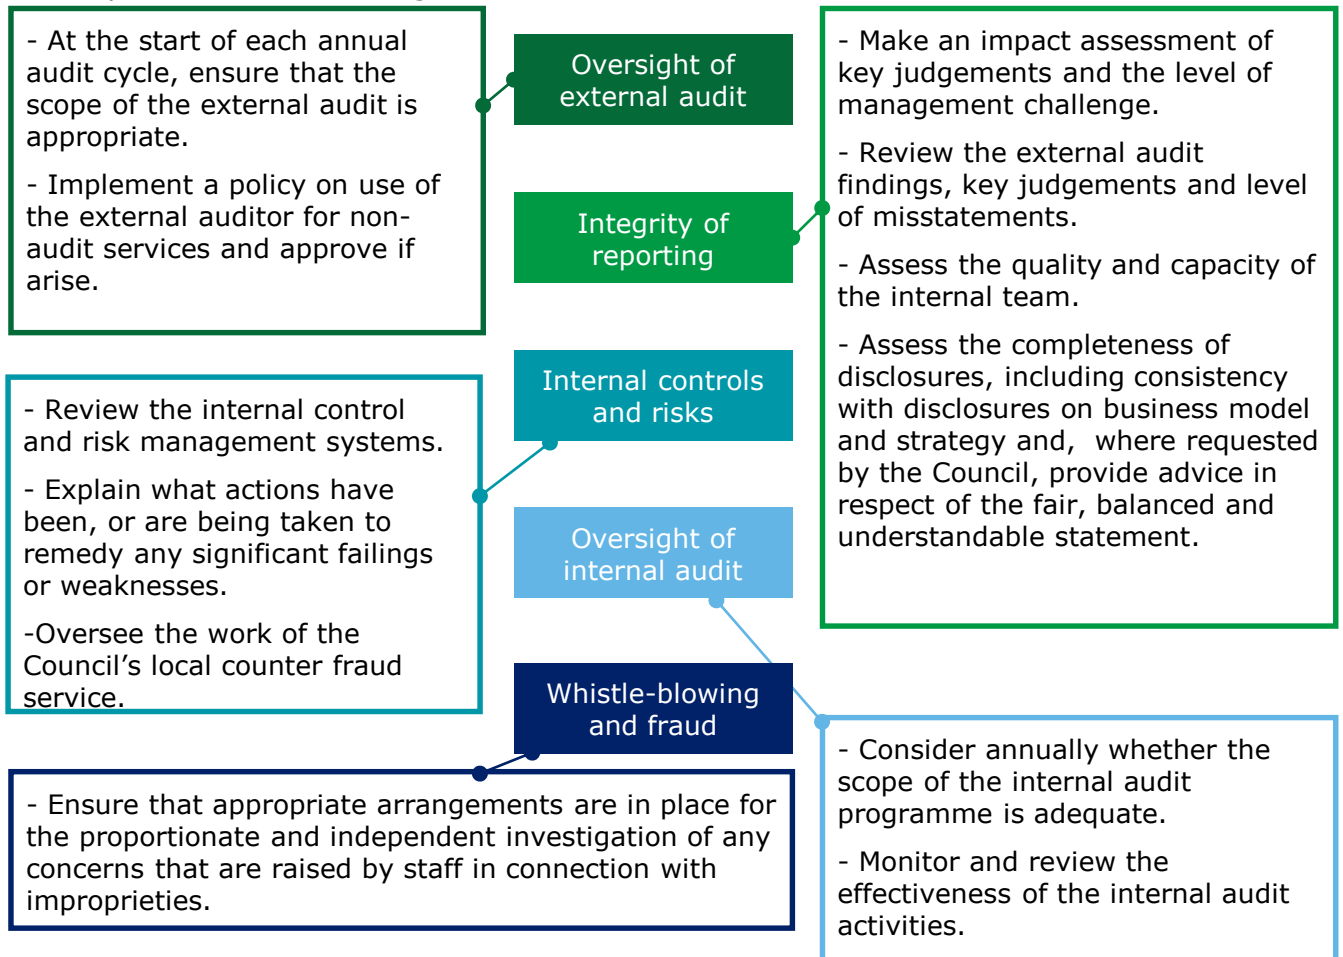 - At the start of each annual
audit cycle, ensure that the
scope of the external audit is
appropriate.
- Implement a policy on use of
the external auditor for non-
audit services and approve if
arise.
Oversight of
external audit
- Make an impact assessment of
key judgements and the level of
management challenge.
- Review the external audit
findings, key judgements and level
of misstatements.
- Assess the quality and capacity of
the internal team.
- Assess the completeness of
disclosures, including consistency
with disclosures on business model
and strategy and,  where requested
by the Council, provide advice in
respect of the fair, balanced and
understandable statement.
Integrity of
reporting
Internal controls
and risks
- Review the internal control
and risk management systems.
- Explain what actions have
been, or are being taken to
remedy any significant failings
or weaknesses.
-Oversee the work of the
Council’s local counter fraud
service.
Oversight of
internal audit
Whistle-blowing
and fraud
- Ensure that appropriate arrangements are in place for
the proportionate and independent investigation of any
concerns that are raised by staff in connection with
improprieties.
- Consider annually whether the
scope of the internal audit
programme is adequate.
- Monitor and review the
effectiveness of the internal audit
activities.